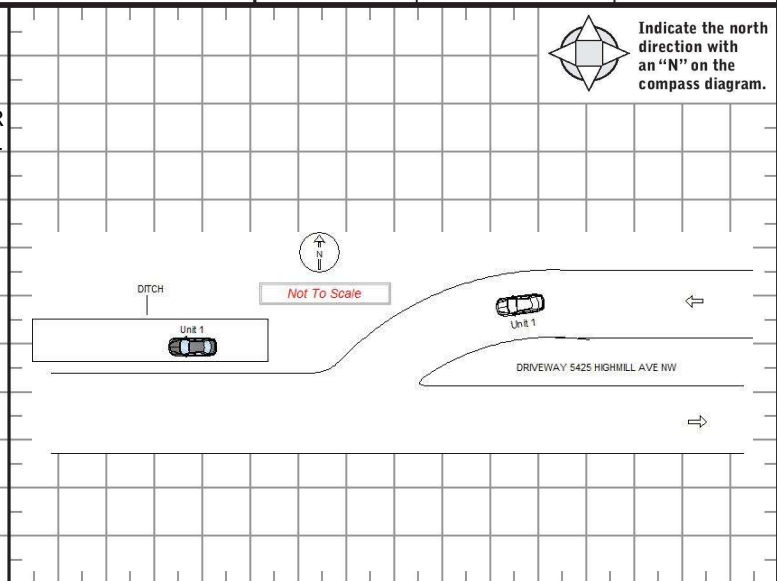 Indicate the north
direction with
an “N” on the
compass diagram.
N
Not To Scale
DITCH
Unit 1
Unit 1
DRIVEWAY 5425 HIGHMILL AVE NW